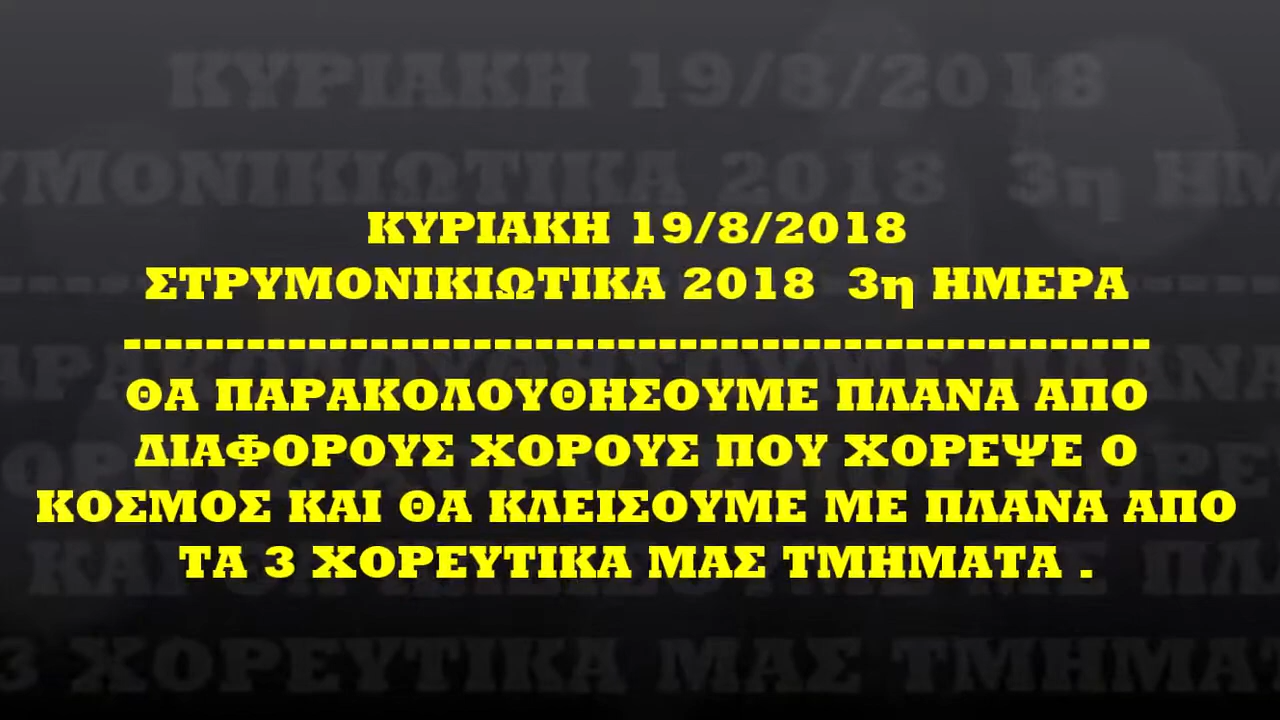 ΚΥΡΙΑΚΗ 19/8/2018
ΣΤΡΥΜΟΝΙΚΙΩΤΙΚΑ 2018 3η ΗΜΕΡΑ
------------------------------------------------------------
ΘΑ ΠΑΡΑΚΟΛΟΥΘΗΣΟΥΜΕ ΠΛΑΝΑ ΑΠΟ
ΔΙΑΦΟΡΟΥΣ ΧΟΡΟΥΣ ΠΟΥ ΧΟΡΕΨΕ Ο
ΚΟΣΜΟΣ ΚΑΙ ΘΑ ΚΛΕΙΣΟΥΜΕ ΜΕ ΠΛΑΝΑ ΑΠΟ
ΤΑ 3 ΧΟΡΕΥΤΙΚΑ ΜΑΣ ΤΜΗΜΑΤΑ .